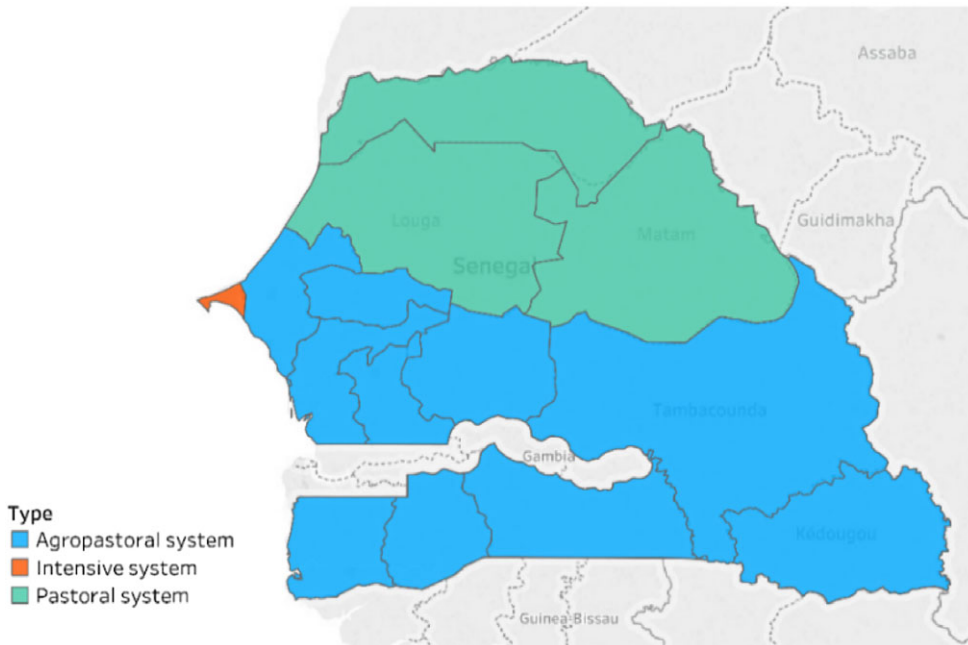 Assaba
Guidimakha
Louga
Matam
Senegal
Tambacounda
Gambia
Kédougou
Type
Agropastoral system
Intensive system
Pastoral system
Guinea-Bissau